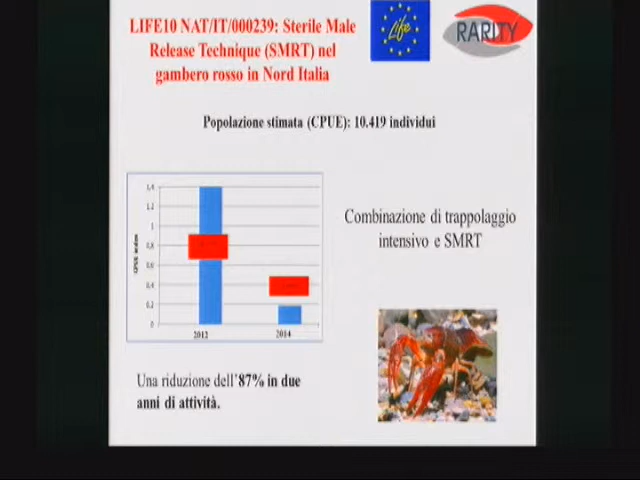 LIFE10 NAT/IT/000239: Sterile Male
Release Technique (SMRT) nel
gambero rosso in Nord Italia
Life
RARITY
Popolazione stimata (CPUE): 10.419 individui
1,4
1,2
1
0,8
0,6
0,4
0,2
0
2012
2014
Combinazione di trappolaggio
intensivo e SMRT
Una riduzione dell'87% in due
anni di attività.